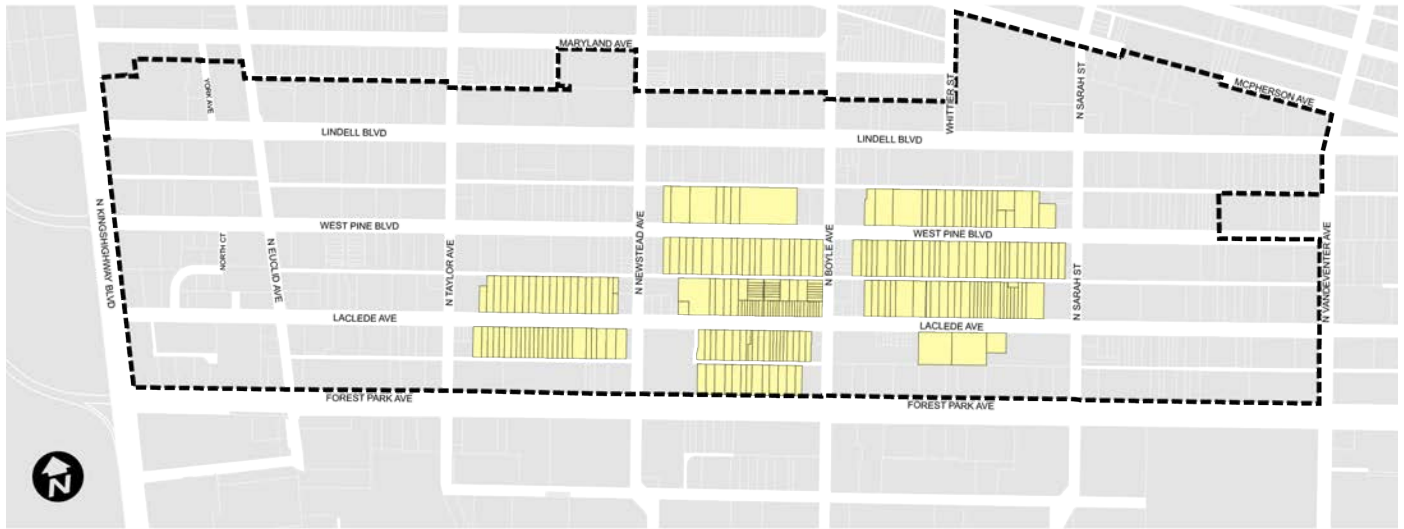 MARYLAND AVE
YORK AVE
WHITTIER ST
N SARAH ST
MCPHERSON AVE
LINDELL BLVD
LINDELL BLVD
N KINGSHIGHWAY BLVD
WEST PINE BLVD
WEST PINE BLVD
NORTH CT
N EUCLID AVE
N TAYLOR AVE
N NEWSTEAD AVE
N BOYLE AVE
N SARAH ST
N VANDEVENTER AVE
LACLEDE AVE
LACLEDE AVE
FOREST PARK AVE
FOREST PARK AVE
N